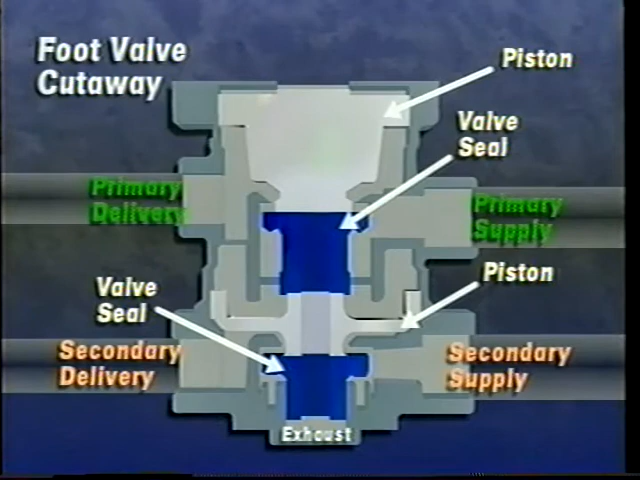 Foot Valve
Cutaway
Piston
Valve
Seal
Primary
Delivery
Primary
Supply
Piston
Valve
Seal
Secondary
Delivery
Secondary
Supply
Exhaust